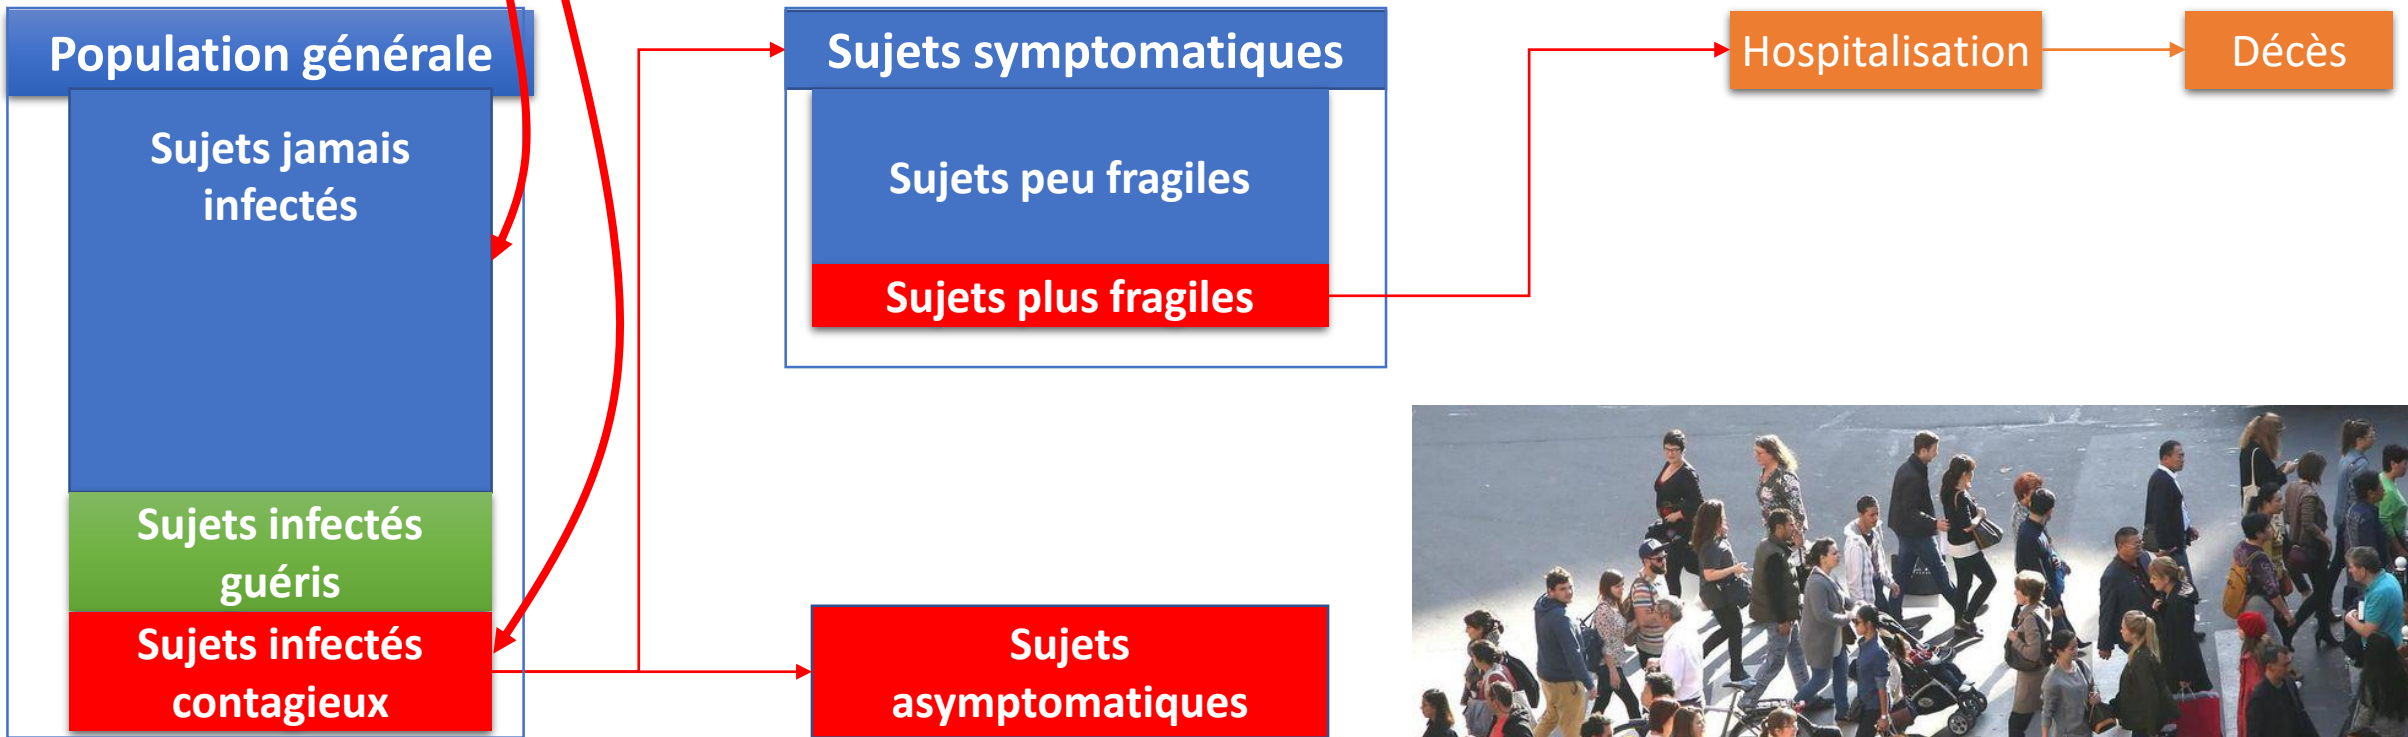 Population générale
Sujets jamais
infectés
Sujets infectés
guéris
Sujets infectés
contagieux
Sujets symptomatiques
Sujets peu fragiles
Sujets plus fragiles
Sujets
asymptomatiques
Hospitalisation
Décès